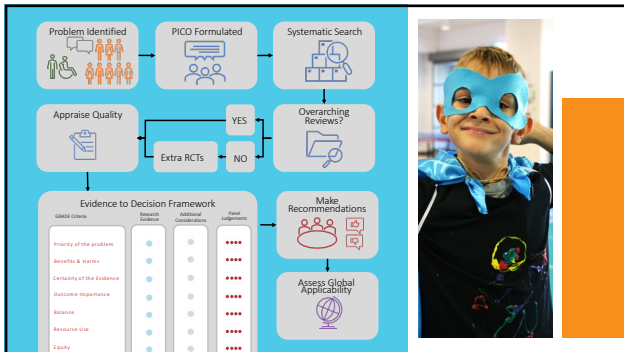 Problem Identified
PICO Formulated
Systematic Search
Appraise Quality
YES
Extra RCTs
NO
Overarching
Reviews?
Evidence to Decision Framework
GRADE Criteria
Research
Evidence
Additional
Considerations
Panel
Judgements
Priority of the problem
Benefits & Harms
Certainty of the Evidence
Outcome Importance
Balance
Resource Use
Equity
Make
Recommendations
Assess Global
Applicability